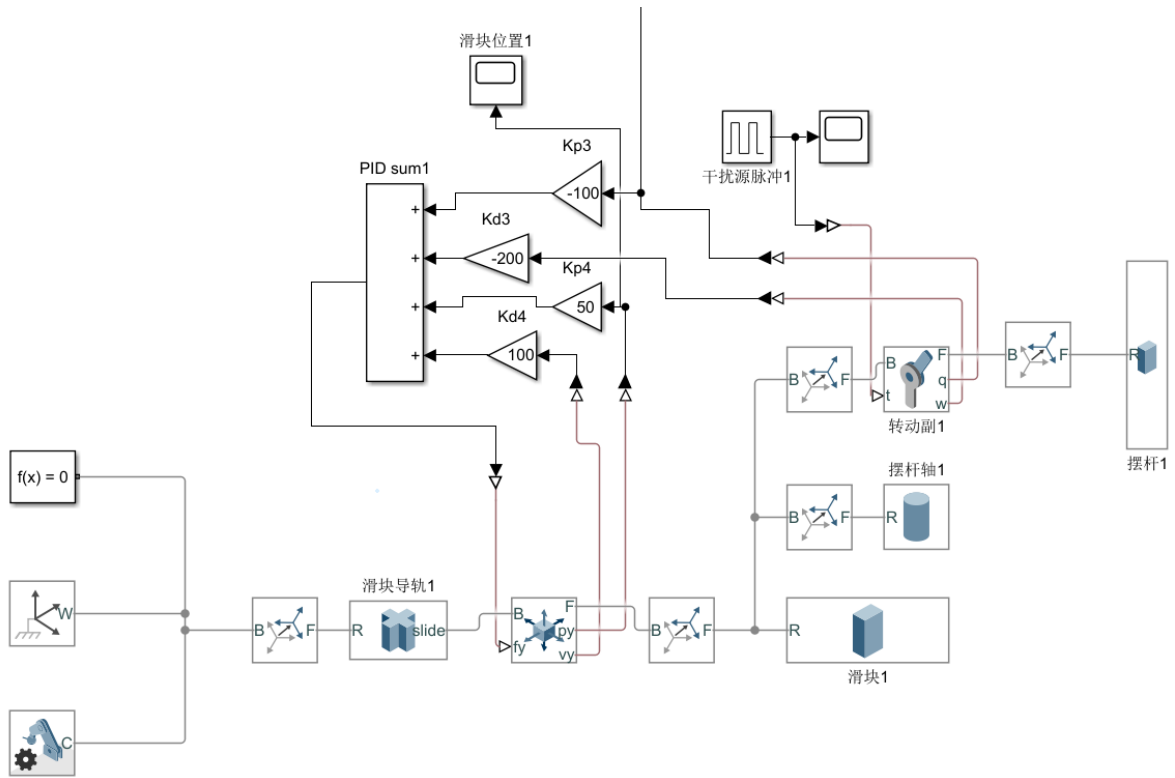 滑块位置1
Kp3
PID sum1
-100
干扰源脉冲1
+
Kd3
+
-200
Kp4
+
50
Kd4
+
100
B
F
B
F
B
F
R
q
t
w
转动副1
摆杆1
f(x) = 0
摆杆轴1
B
F
R
滑块导轨1
W
B
F
R
slide
B
F
py
fy
vy
B
F
R
滑块1
C